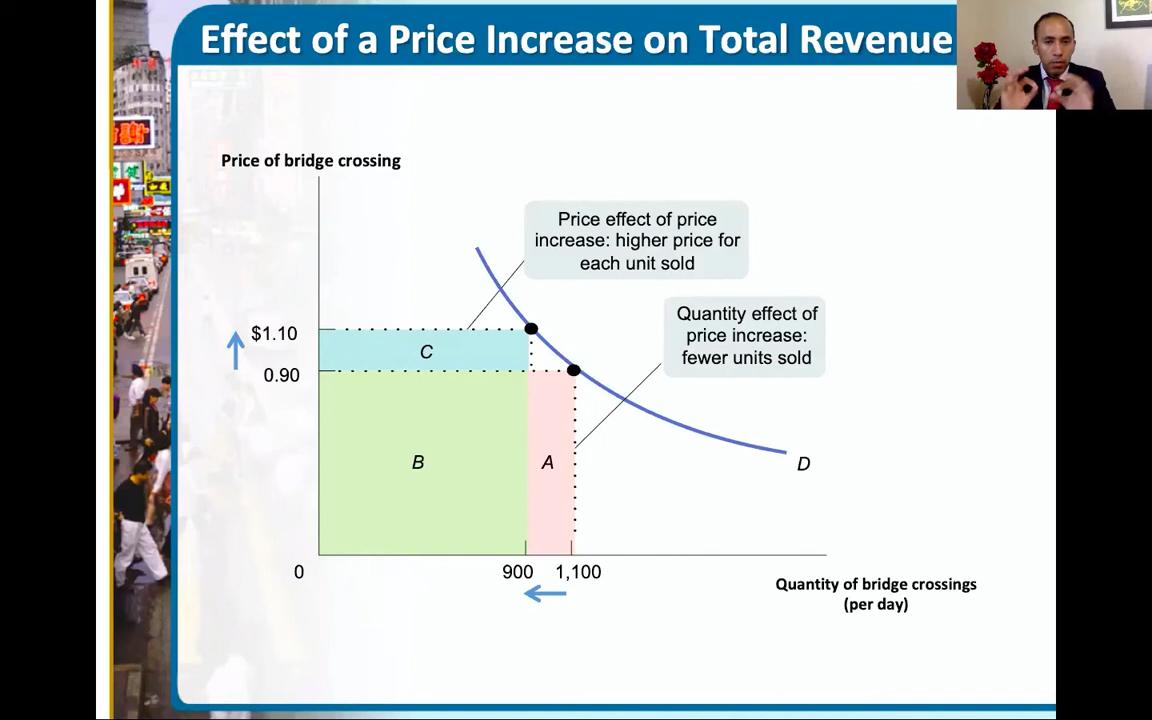 Effect of a Price Increase on Total Revenue
Price of bridge crossing
Price effect of price
increase: higher price for
each unit sold
Quantity effect of
price increase:
fewer units sold
$1.10
C
0.90
B
A
D
0
900
1,100
Quantity of bridge crossings
(per day)